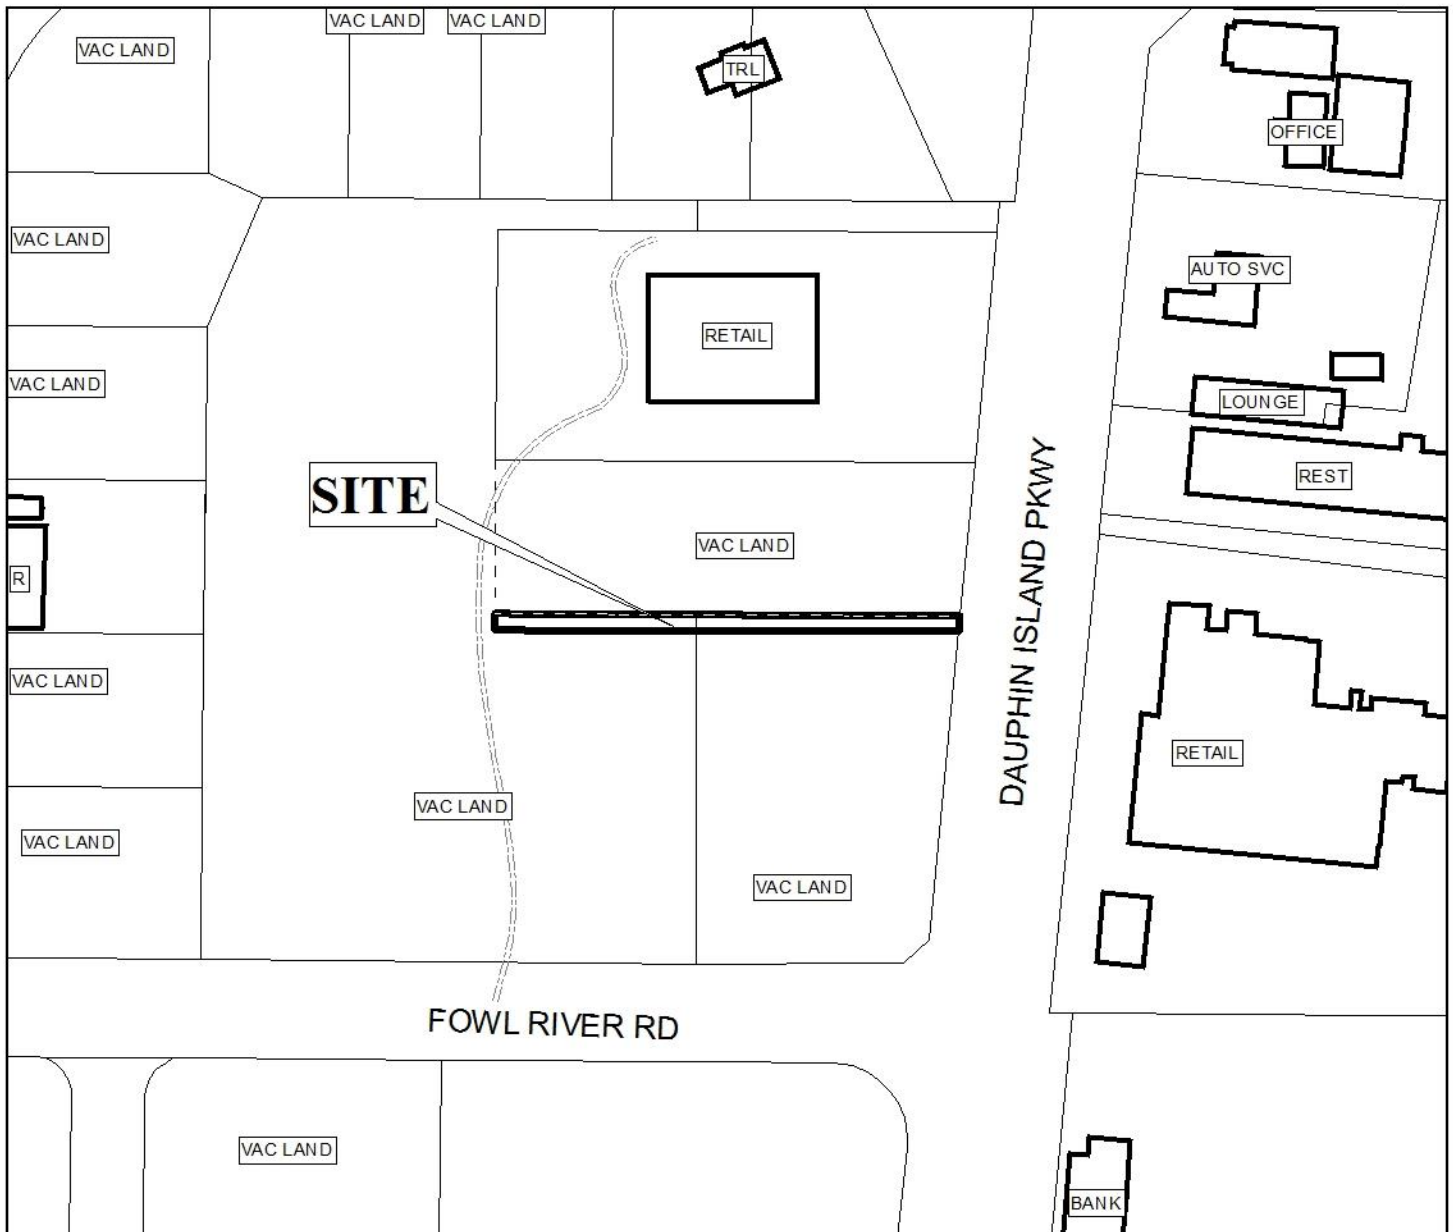 VAC LAND
VAC LAND
VAC LAND
TRL
OFFICE
VAC LAND
AUTO SVC
RETAIL
VAC LAND
LOUNGE
REST
SITE
VAC LAND
R
DAUPHIN ISLAND PKWY
VAC LAND
RETAIL
VAC LAND
VAC LAND
VAC LAND
FOWL RIVER RD
VAC LAND
BANK